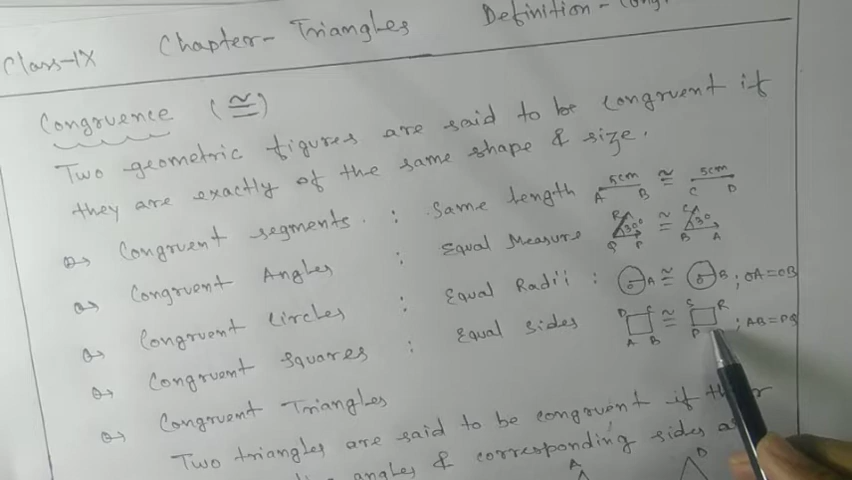 Class-IX Chapter- Triangles Definition-
Congruence (≅)
Two geometric figures are said to be congruent if
they are exactly of the same shape & size.
Congruent segments. : Same length 5cm A B ≅ 5cm C D
Congruent Angles : Equal Measure R 30° Q P ≅ C 30° B A
Congruent Circles : Equal Radii : O A ≅ O B ; OA=OB
Congruent Squares : Equal Sides D C A B ≅ S R P ; AB=PQ
Congruent Triangles
Two triangles are said to be congruent if
angles & corresponding sides
A D